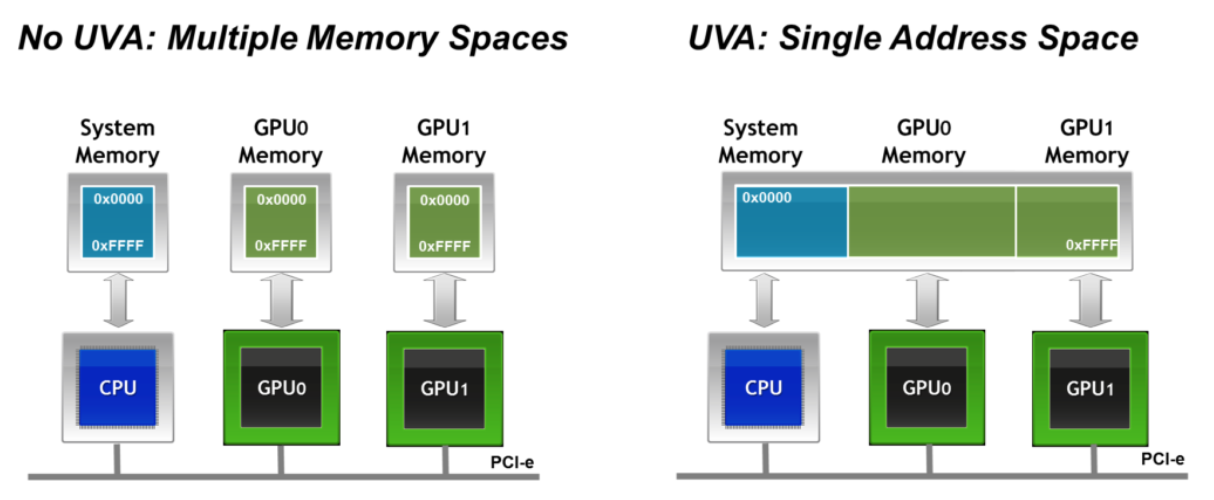 No UVA: Multiple Memory Spaces
System
Memory
GPU0
Memory
GPU1
Memory
0x0000
0xFFFF
0x0000
0xFFFF
0x0000
0xFFFF
CPU
GPU0
GPU1
PCI-e
UVA: Single Address Space
System
Memory
GPU0
Memory
GPU1
Memory
0x0000
0xFFFF
CPU
GPU0
GPU1
PCI-e